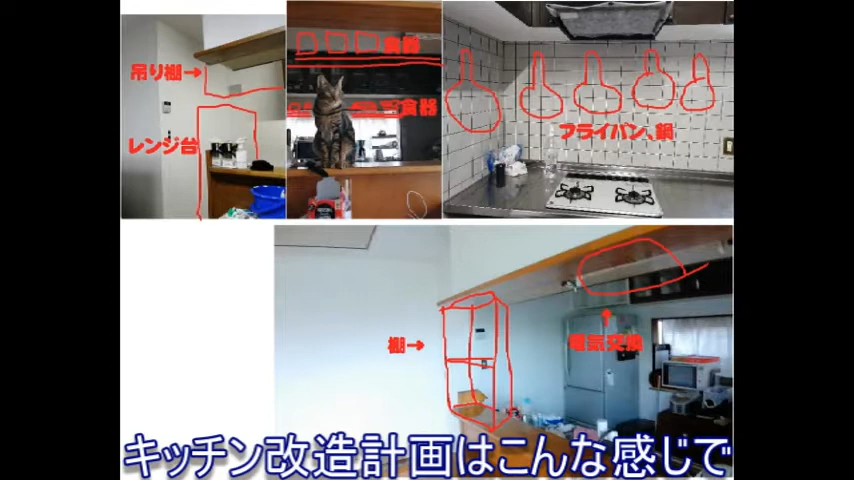 吊り棚→
レンジ台
食器
食器
フライパン、鍋
棚→
↑
電気交換
キッチン改造計画はこんな感じで